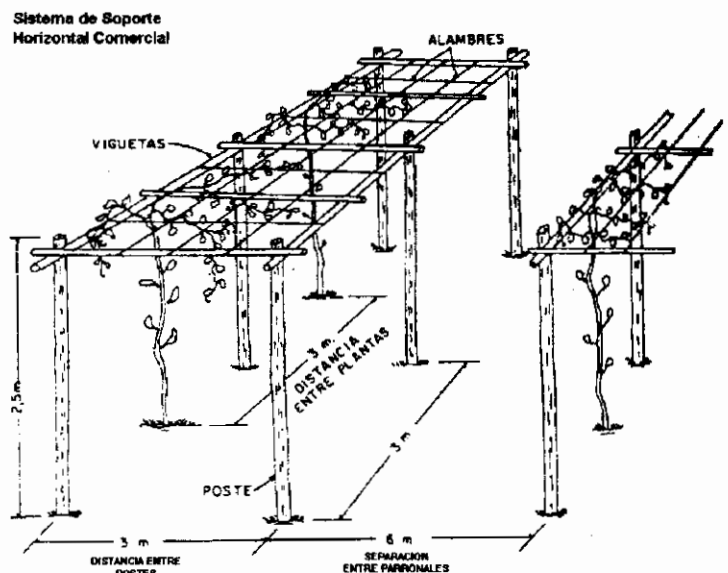 Sistema de Soporte
Horizontal Comercial
ALAMBRES
VIGUETAS
2,5m
3 m
DISTANCIA
ENTRE PLANTAS
3 m
POSTE
3 m
6 m
DISTANCIA ENTRE
POSTES
SEPARACION
ENTRE PARRONALES